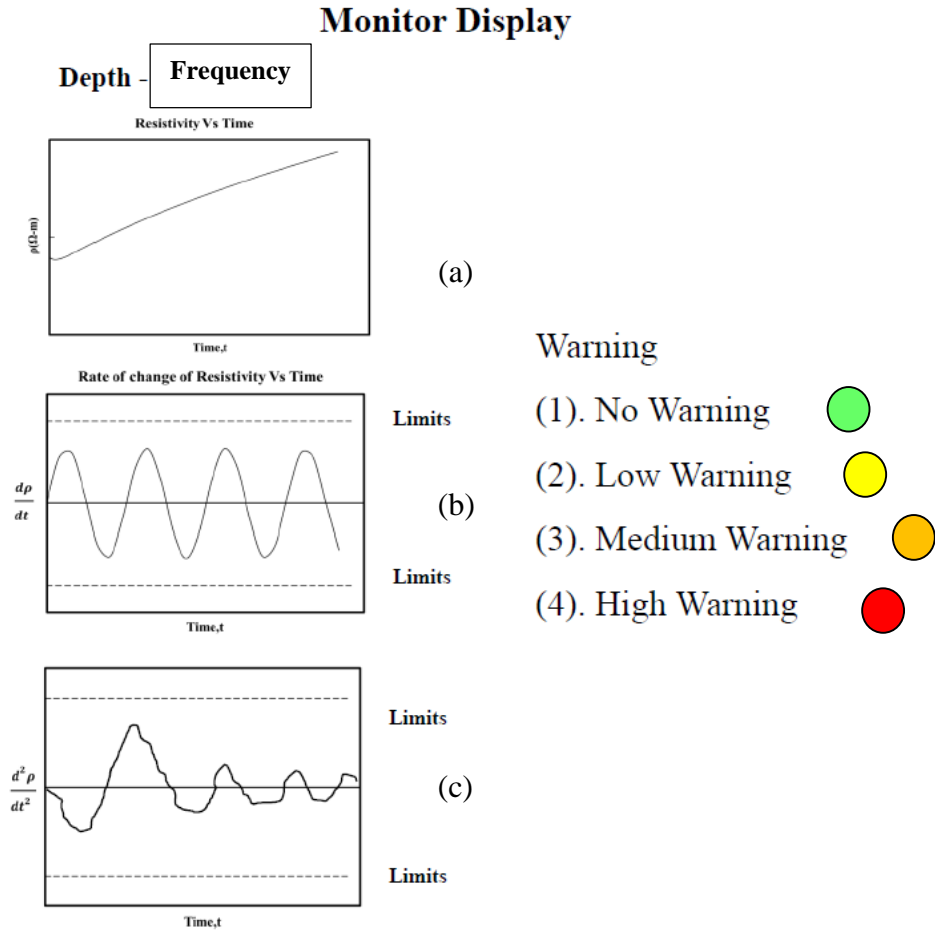 Monitor Display
Depth - Frequency
Resistivity Vs Time
ρ(Ω-m)
Time,t
(a)
Rate of change of Resistivity Vs Time
Limits
dρ
dt
(b)
Limits
Time,t
Limits
d²ρ
dt²
(c)
Limits
Time,t
Warning
(1). No Warning
(2). Low Warning
(3). Medium Warning
(4). High Warning